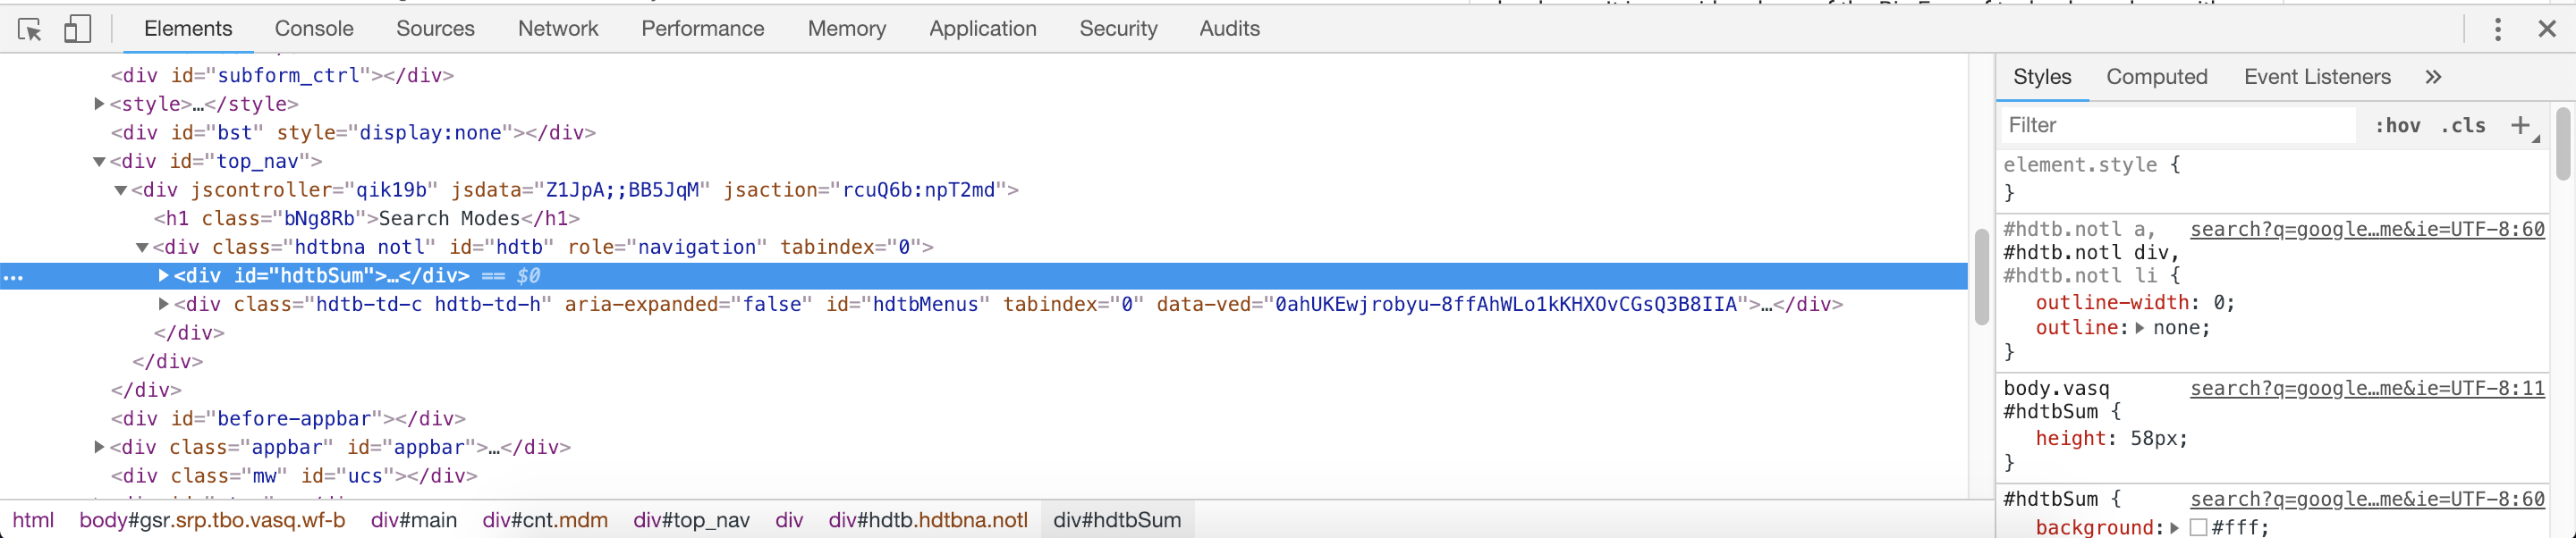 Elements Console Sources Network Performance Memory Application Security Audits
<div id="subform_ctrl"></div>
<style>…</style>
<div id="bst" style="display:none"></div>
<div id="top_nav">
<div jscontroller="qik19b" jsdata="Z1JpA;;BB5JqM" jsaction="rcuQ6b:npT2md">
<h1 class="bNg8Rb">Search Modes</h1>
<div class="hdtbna notl" id="hdtb" role="navigation" tabindex="0">
… <div id="hdtbSum">…</div> == $0
<div class="hdtb-td-c hdtb-td-h" aria-expanded="false" id="hdtbMenus" tabindex="0" data-ved="0ahUKEwjrobyu-8ffAhWLo1kKHXOvCGsQ3B8IIA">…</div>
</div>
</div>
</div>
<div id="before-appbar"></div>
<div class="appbar" id="appbar">…</div>
<div class="mw" id="ucs"></div>
html body#gsr.srp.tbo.vasq.wf-b div#main div#cnt.mdm div#top_nav div div#hdtb.hdtbna.notl div#hdtbSum
Styles Computed Event Listeners »
Filter :hov .cls +
element.style {
}
#hdtb.notl a, search?q=google…me&ie=UTF-8:60
#hdtb.notl div,
#hdtb.notl li {
outline-width: 0;
outline: none;
}
body.vasq search?q=google…me&ie=UTF-8:11
#hdtbSum {
height: 58px;
}
#hdtbSum { search?q=google…me&ie=UTF-8:60
background: #fff;